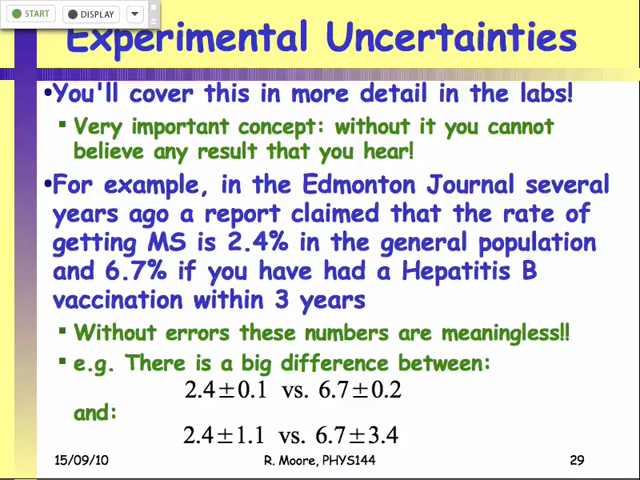 START DISPLAY
Experimental Uncertainties
•You'll cover this in more detail in the labs!
▪ Very important concept: without it you cannot
believe any result that you hear!
•For example, in the Edmonton Journal several
years ago a report claimed that the rate of
getting MS is 2.4% in the general population
and 6.7% if you have had a Hepatitis B
vaccination within 3 years
▪ Without errors these numbers are meaningless!!
▪ e.g. There is a big difference between:
2.4±0.1 vs. 6.7±0.2
and:
2.4±1.1 vs. 6.7±3.4
15/09/10 R. Moore, PHYS144 29